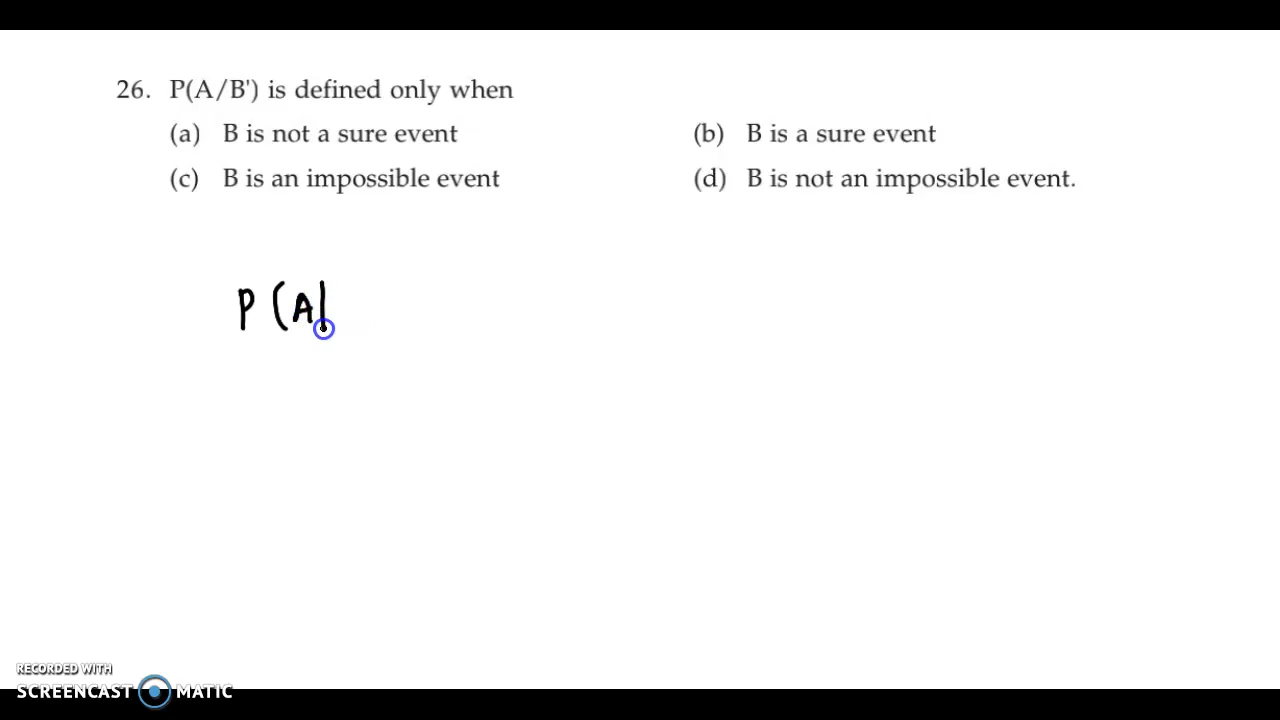 26. P(A/B') is defined only when
(a) B is not a sure event (b) B is a sure event
(c) B is an impossible event (d) B is not an impossible event.
P (A|
RECORDED WITH
SCREENCAST MATIC